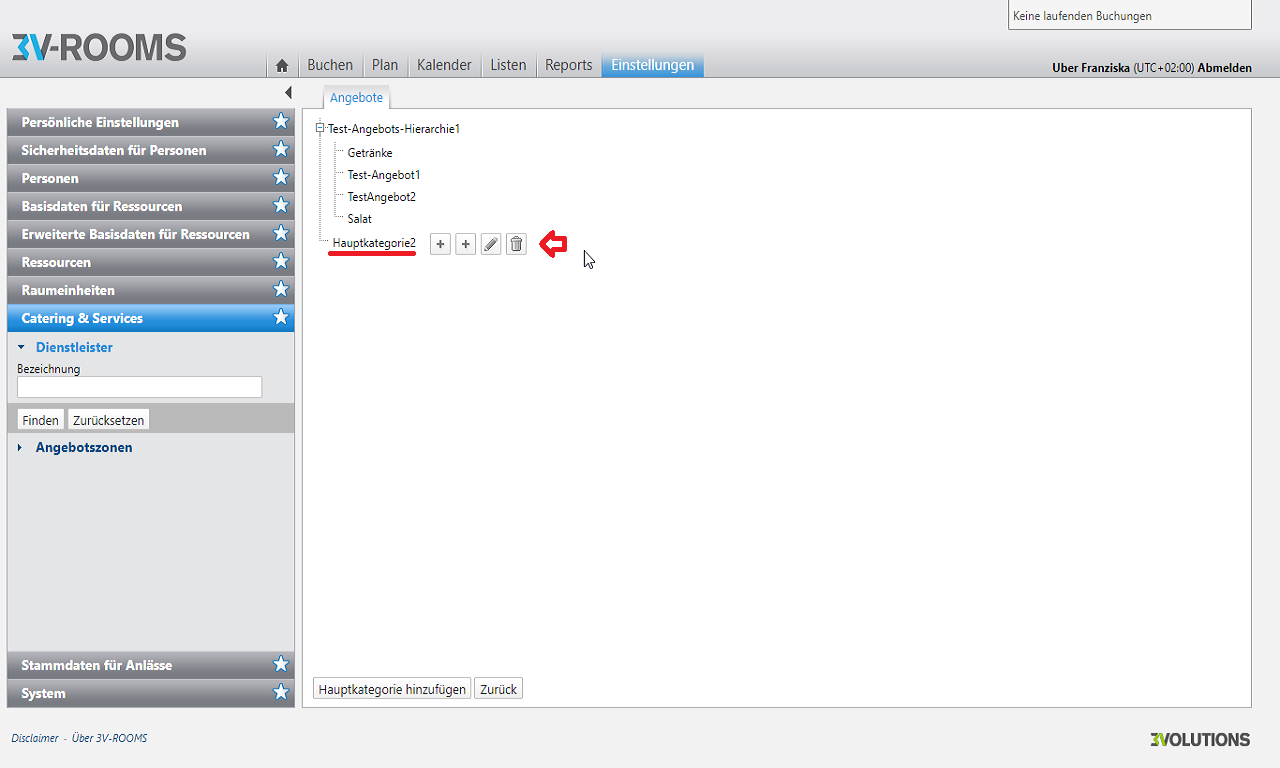 Keine laufenden Buchungen
3V-ROOMS
Buchen Plan Kalender Listen Reports Einstellungen
Uber Franziska (UTC+02:00) Abmelden
Angebote
Persönliche Einstellungen
Sicherheitsdaten für Personen
Personen
Basisdaten für Ressourcen
Erweiterte Basisdaten für Ressourcen
Ressourcen
Raumeinheiten
Catering & Services
Dienstleister
Bezeichnung
Finden Zurücksetzen
Angebotszonen
Stammdaten für Anlässe
System
Test-Angebots-Hierarchie1
Getränke
Test-Angebot1
TestAngebot2
Salat
Hauptkategorie2
Hauptkategorie hinzufügen Zurück
Disclaimer - Über 3V-ROOMS
3VOLUTIONS